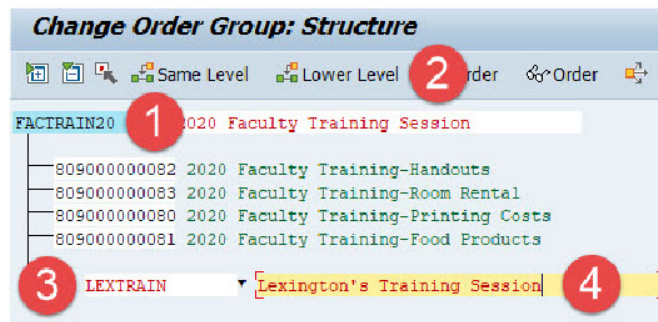 Change Order Group: Structure
Same Level Lower Level 2 rder Order
FACTRAIN20 1 2020 Faculty Training Session
809000000082 2020 Faculty Training-Handouts
809000000083 2020 Faculty Training-Room Rental
809000000080 2020 Faculty Training-Printing Costs
809000000081 2020 Faculty Training-Food Products
3 LEXTRAIN Lexington's Training Session 4